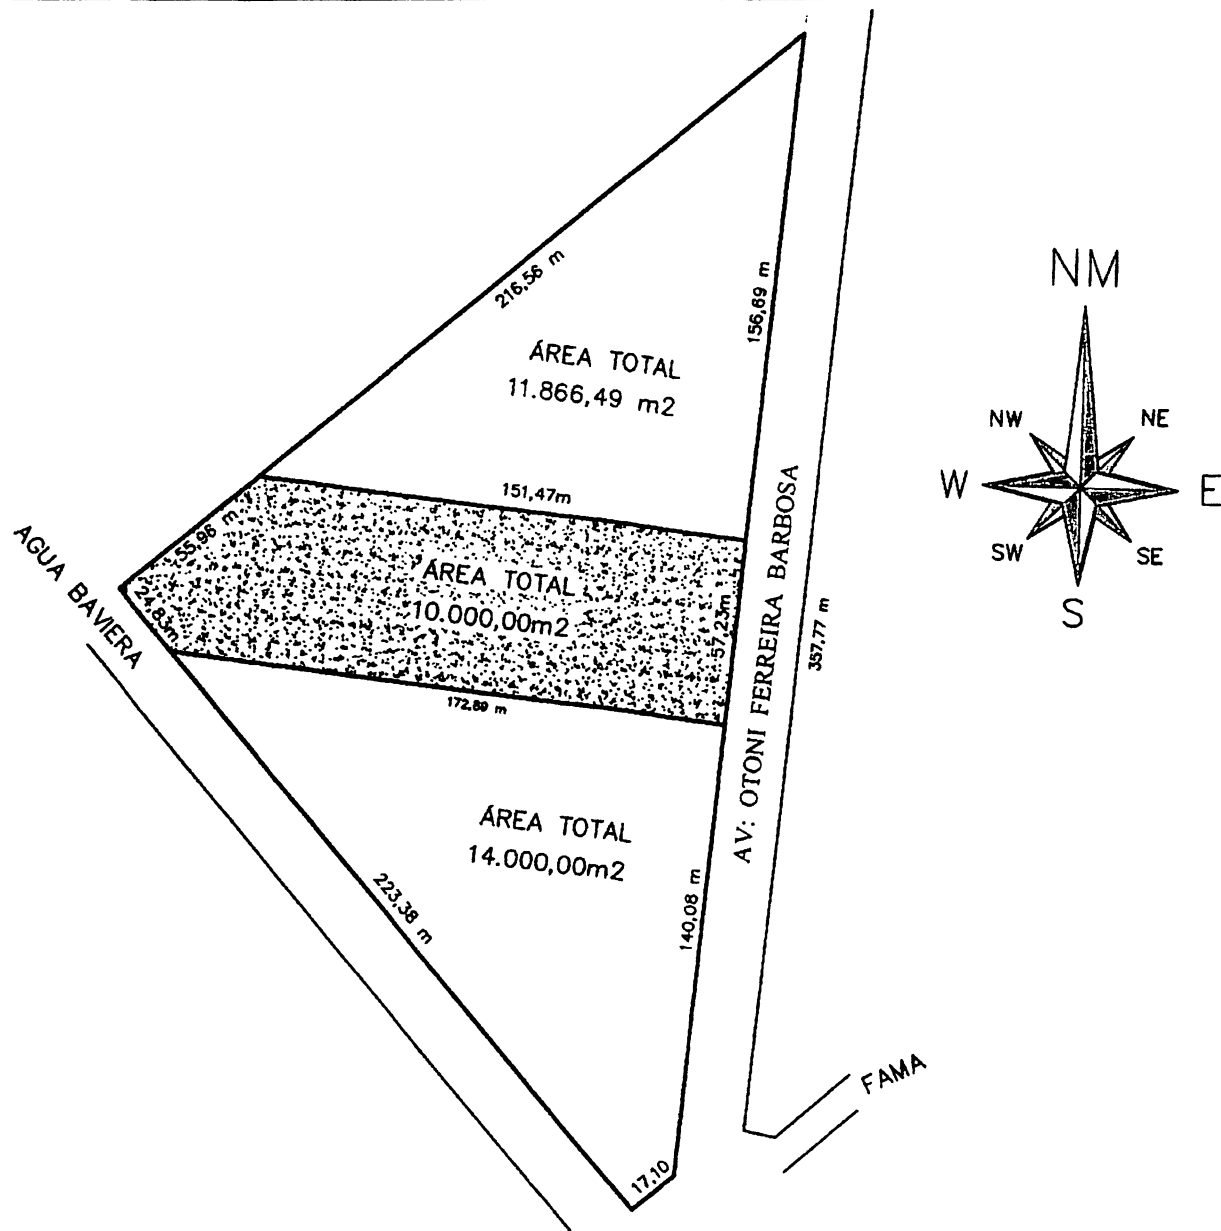 216,56 m
156,69 m
ÁREA TOTAL
11.866,49 m2
151,47m
55,96 m
24,83m
ÁREA TOTAL
10.000,00m2
57,23m
172,89 m
AGUA BAVIERA
ÁREA TOTAL
14.000,00m2
223,38 m
140,08 m
17,10
AV: OTONI FERREIRA BARBOSA
357,77 m
FAMA
NM
NW
NE
W
E
SW
SE
S